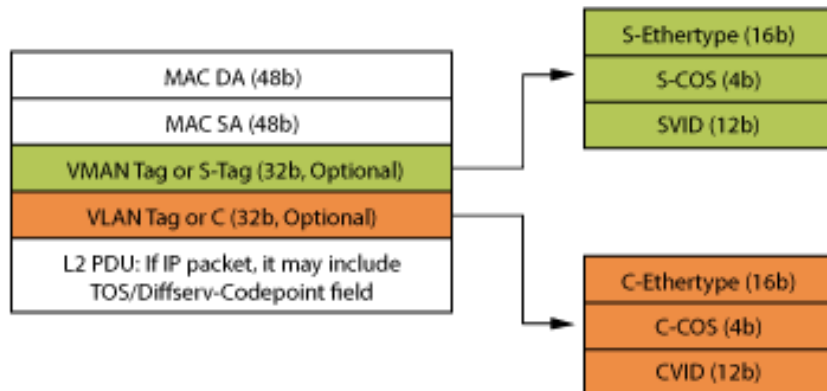 MAC DA (48b)
MAC SA (48b)
VMAN Tag or S-Tag (32b, Optional)
VLAN Tag or C (32b, Optional)
L2 PDU: If IP packet, it may include
TOS/Diffserv-Codepoint field
S-Ethertype (16b)
S-COS (4b)
SVID (12b)
C-Ethertype (16b)
C-COS (4b)
CVID (12b)